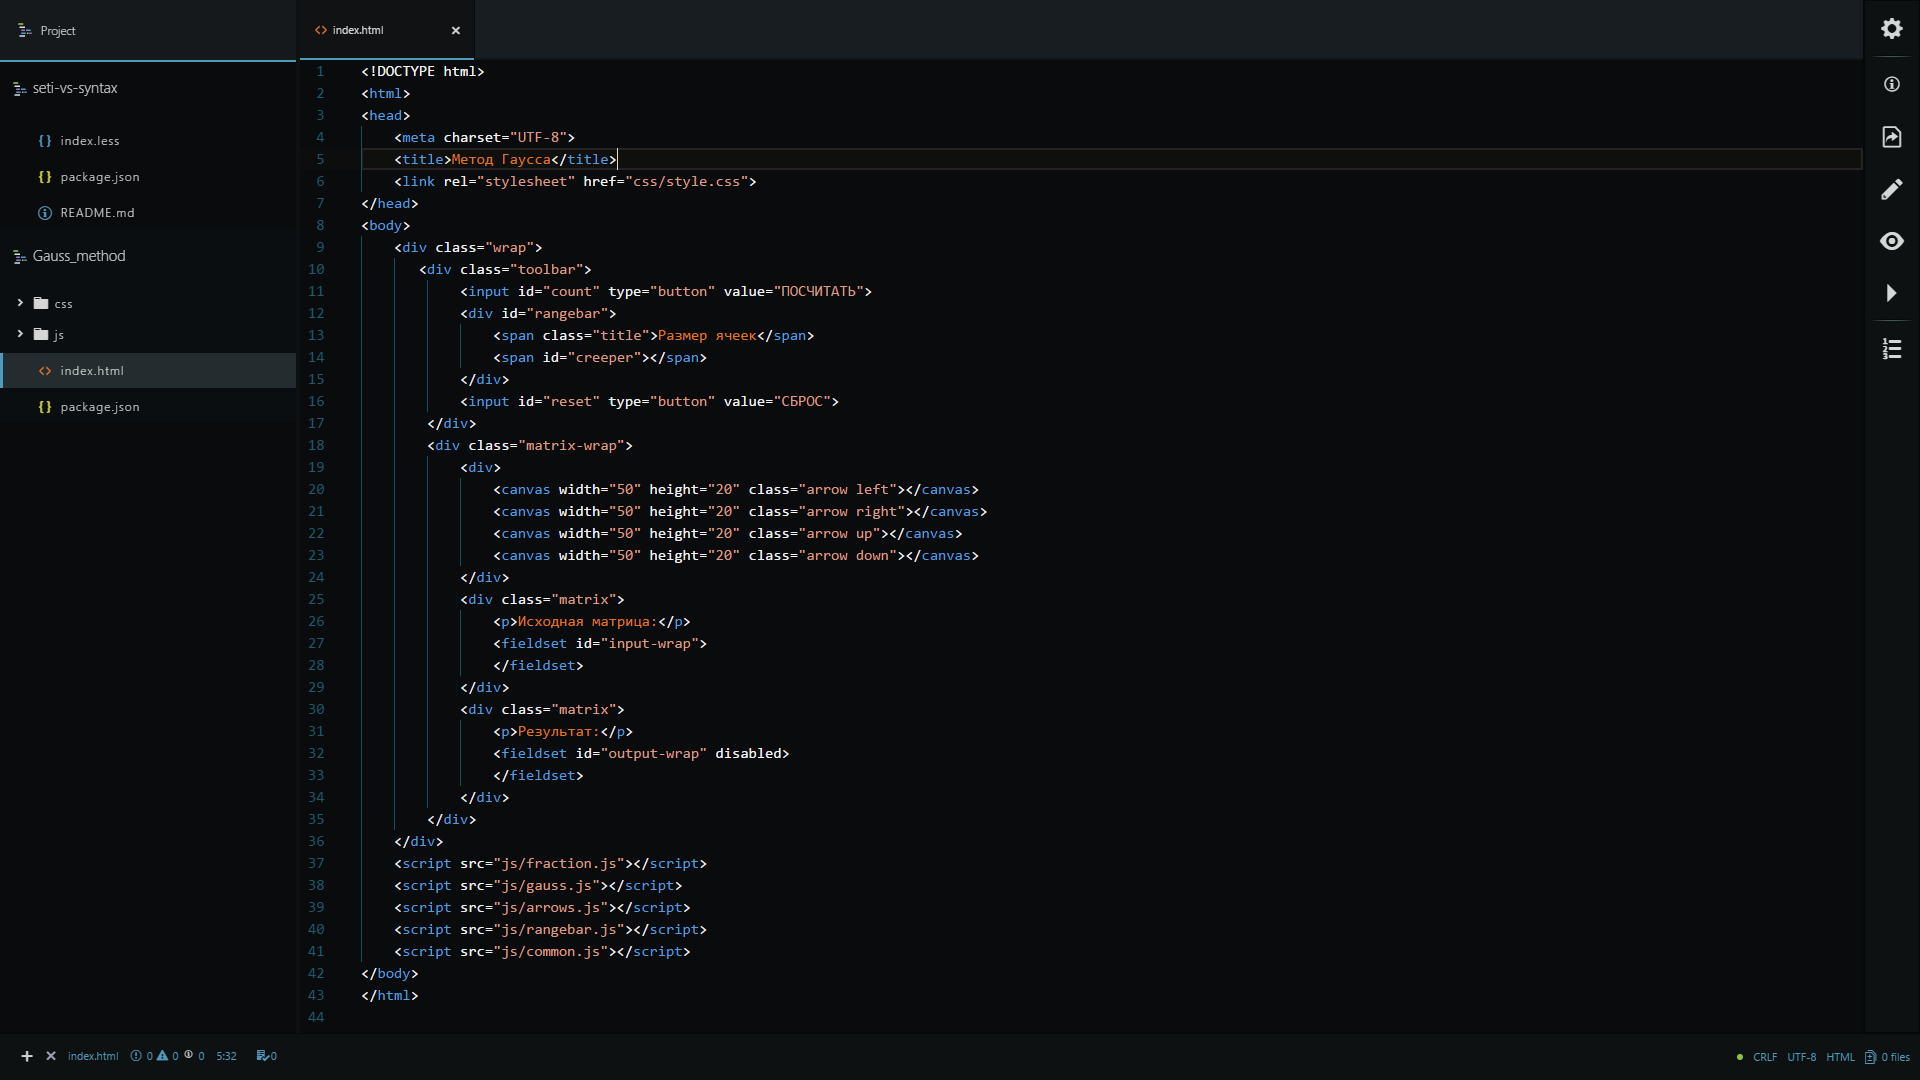 Project
index.html
seti-vs-syntax
index.less
package.json
README.md
Gauss_method
css
js
index.html
package.json
1 <!DOCTYPE html>
2 <html>
3 <head>
4 <meta charset="UTF-8">
5 <title>Метод Гаусса</title>
6 <link rel="stylesheet" href="css/style.css">
7 </head>
8 <body>
9 <div class="wrap">
10 <div class="toolbar">
11 <input id="count" type="button" value="ПОСЧИТАТЬ">
12 <div id="rangebar">
13 <span class="title">Размер ячеек</span>
14 <span id="creeper"></span>
15 </div>
16 <input id="reset" type="button" value="СБРОС">
17 </div>
18 <div class="matrix-wrap">
19 <div>
20 <canvas width="50" height="20" class="arrow left"></canvas>
21 <canvas width="50" height="20" class="arrow right"></canvas>
22 <canvas width="50" height="20" class="arrow up"></canvas>
23 <canvas width="50" height="20" class="arrow down"></canvas>
24 </div>
25 <div class="matrix">
26 <p>Исходная матрица:</p>
27 <fieldset id="input-wrap">
28 </fieldset>
29 </div>
30 <div class="matrix">
31 <p>Результат:</p>
32 <fieldset id="output-wrap" disabled>
33 </fieldset>
34 </div>
35 </div>
36 </div>
37 <script src="js/fraction.js"></script>
38 <script src="js/gauss.js"></script>
39 <script src="js/arrows.js"></script>
40 <script src="js/rangebar.js"></script>
41 <script src="js/common.js"></script>
42 </body>
43 </html>
44
index.html 0 0 0 5:32 0 CRLF UTF-8 HTML 0 files